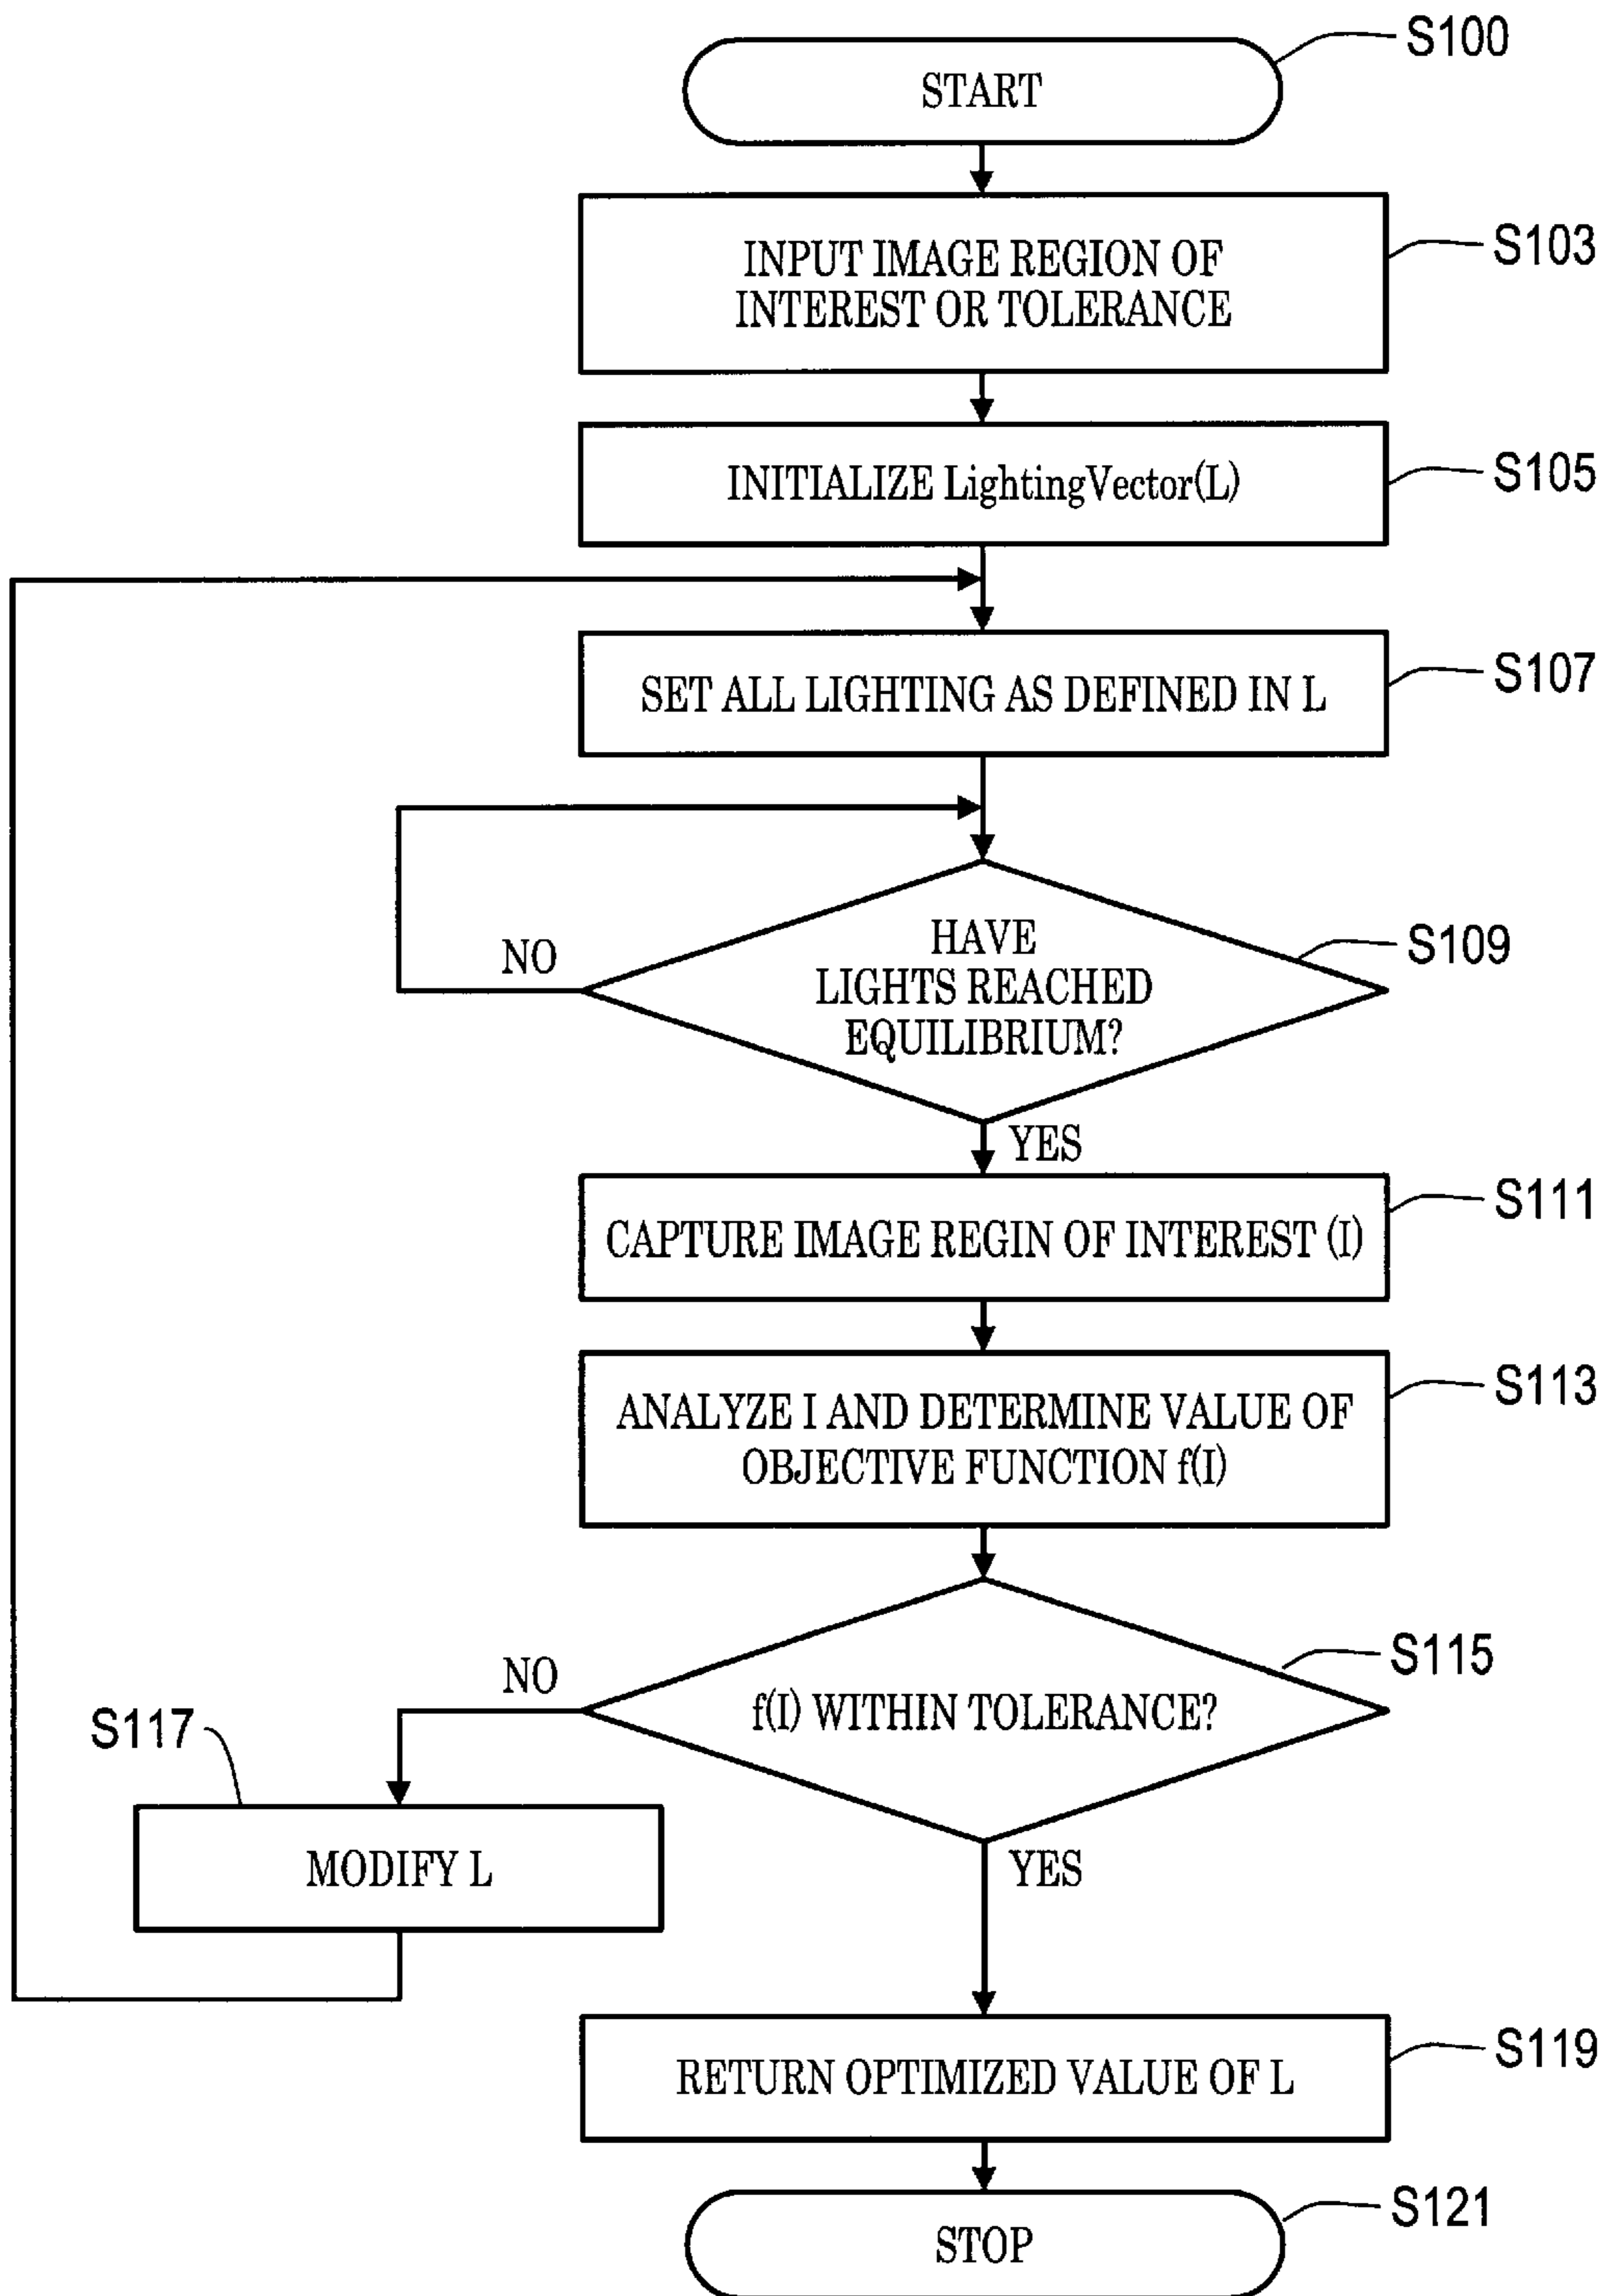 S100
START
S103
INPUT IMAGE REGION OF
INTEREST OR TOLERANCE
S105
INITIALIZE LightingVector(L)
S107
SET ALL LIGHTING AS DEFINED IN L
S109
NO
HAVE
LIGHTS REACHED
EQUILIBRIUM?
YES
S111
CAPTURE IMAGE REGIN OF INTEREST (I)
S113
ANALYZE I AND DETERMINE VALUE OF
OBJECTIVE FUNCTION f(I)
S115
NO
f(I) WITHIN TOLERANCE?
S117
MODIFY L
YES
S119
RETURN OPTIMIZED VALUE OF L
S121
STOP